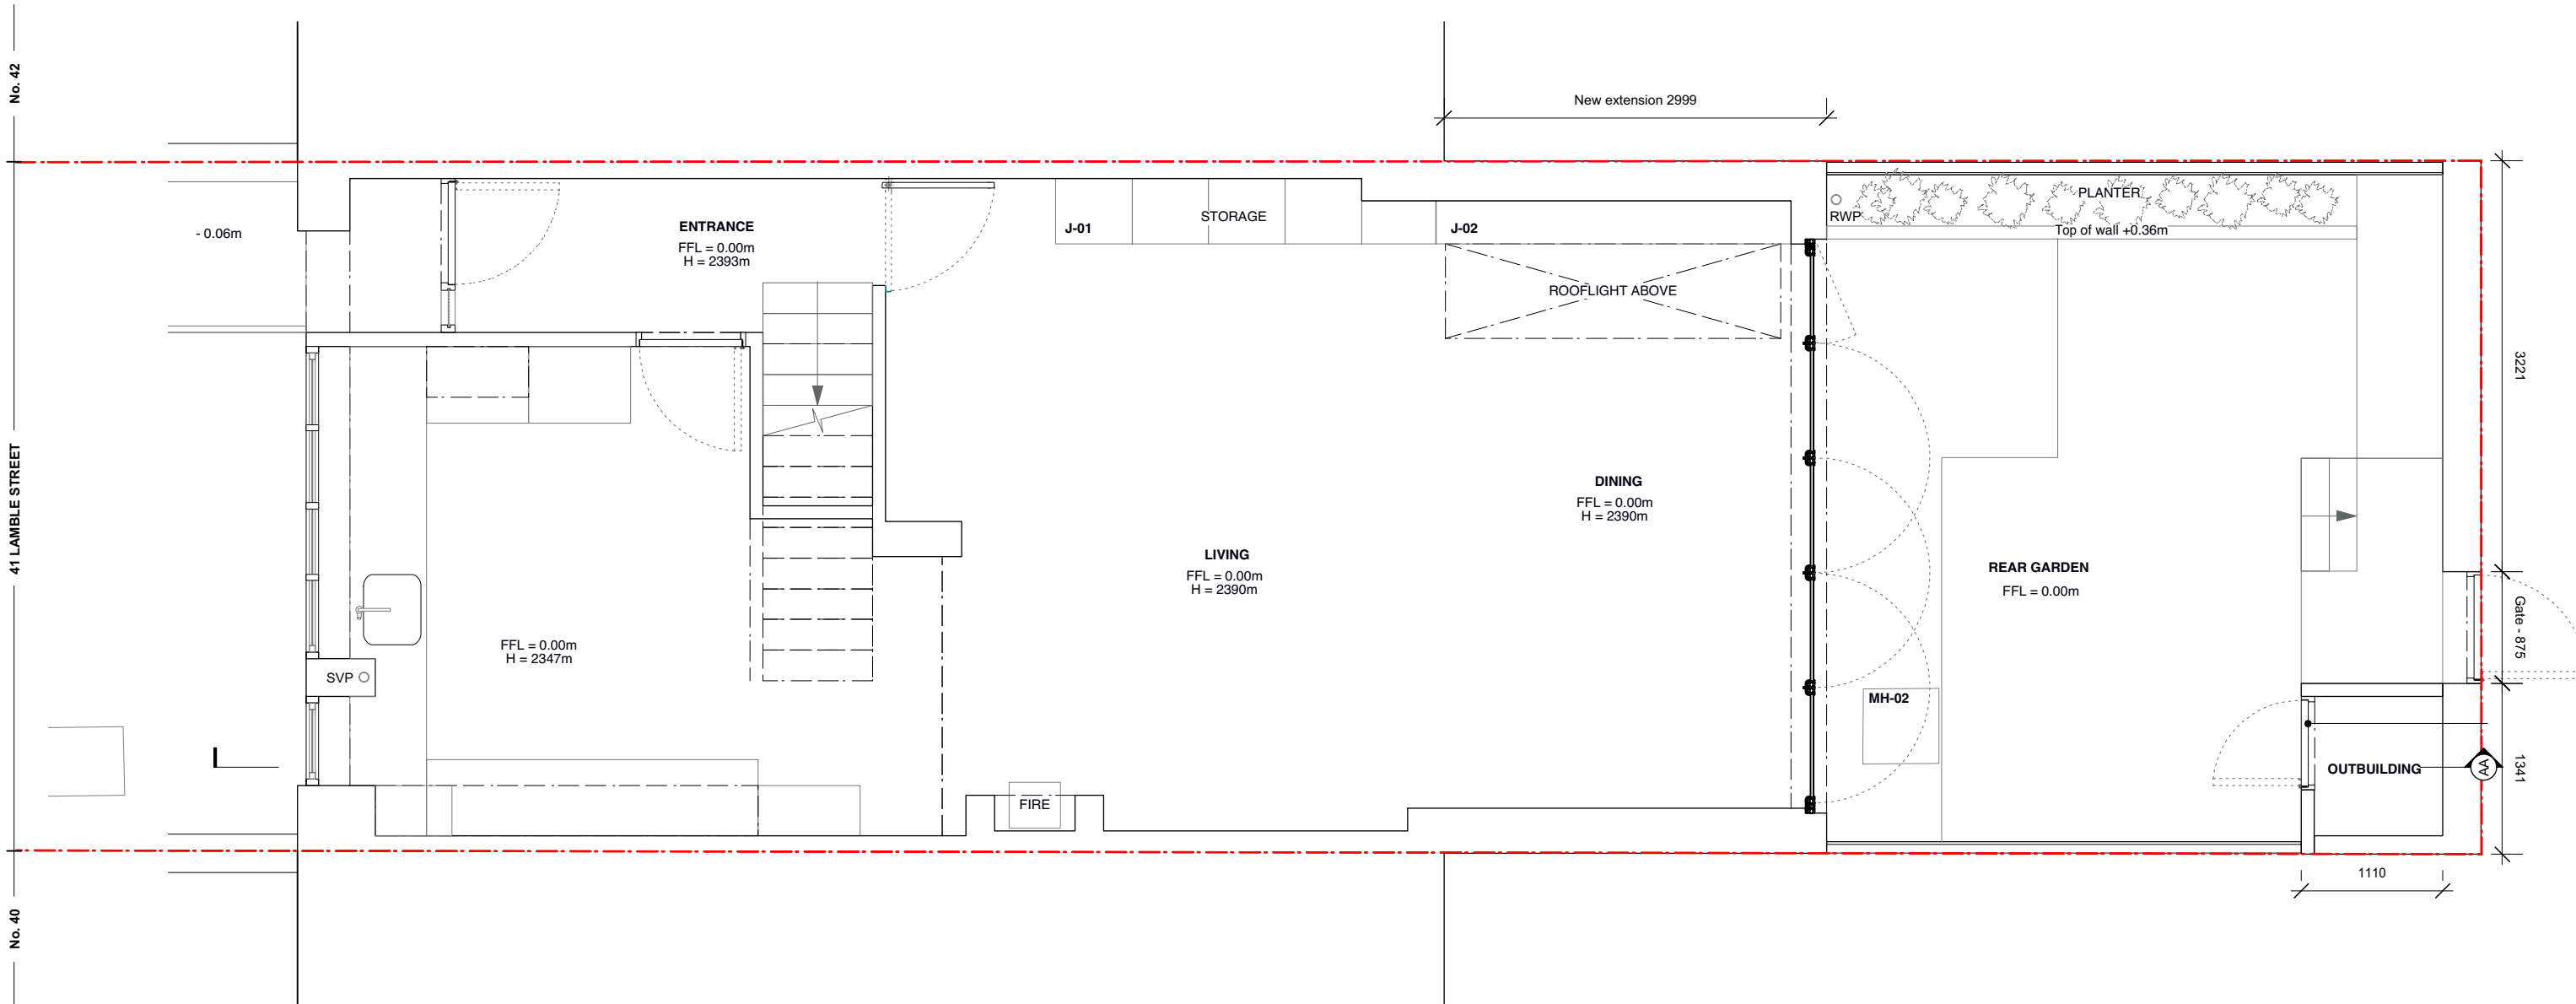 No. 42
41 LAMBLE STREET
No. 40
- 0.06m
New extension 2999
ENTRANCE
FFL = 0.00m
H = 2393m
J-01
STORAGE
J-02
ROOFLIGHT ABOVE
RWP
PLANTER
Top of wall +0.36m
3221
DINING
FFL = 0.00m
H = 2390m
LIVING
FFL = 0.00m
H = 2390m
REAR GARDEN
FFL = 0.00m
Gate - 875
FFL = 0.00m
H = 2347m
SVP
MH-02
FIRE
OUTBUILDING
AA
1341
1110